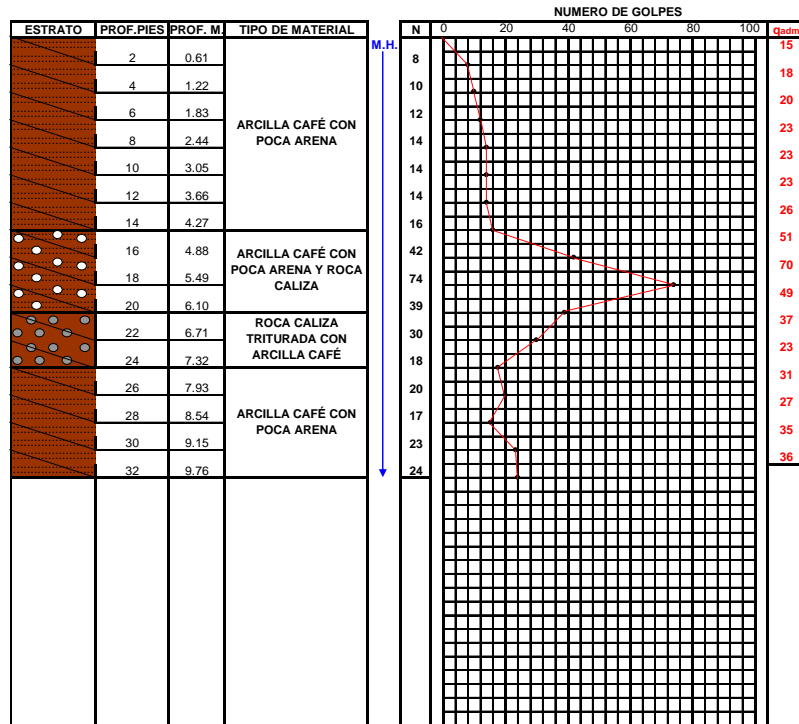 NUMERO DE GOLPES
ESTRATO PROF.PIES PROF. M. TIPO DE MATERIAL M.H. N 0 20 40 60 80 100 qadm
15
2 0.61 8
18
4 1.22 10
20
6 1.83 12
23
ARCILLA CAFÉ CON
POCA ARENA
8 2.44 14
23
10 3.05 14
23
12 3.66 14
26
14 4.27 16
51
16 4.88 42
ARCILLA CAFÉ CON
POCA ARENA Y ROCA
CALIZA
70
18 5.49 74
49
20 6.10 39
37
ROCA CALIZA
TRITURADA CON
ARCILLA CAFÉ
22 6.71 30
23
24 7.32 18
31
26 7.93 20
27
ARCILLA CAFÉ CON
POCA ARENA
28 8.54 17
35
30 9.15 23
36
32 9.76 24